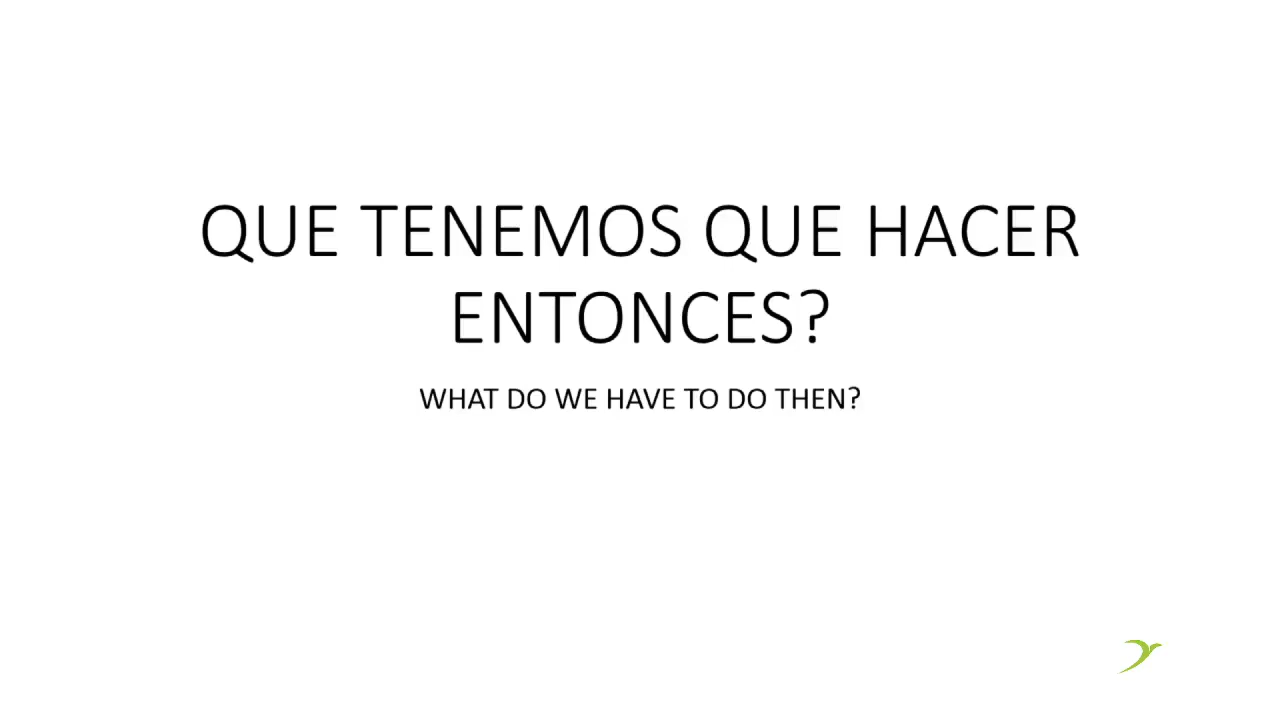 QUE TENEMOS QUE HACER
ENTONCES?
WHAT DO WE HAVE TO DO THEN?